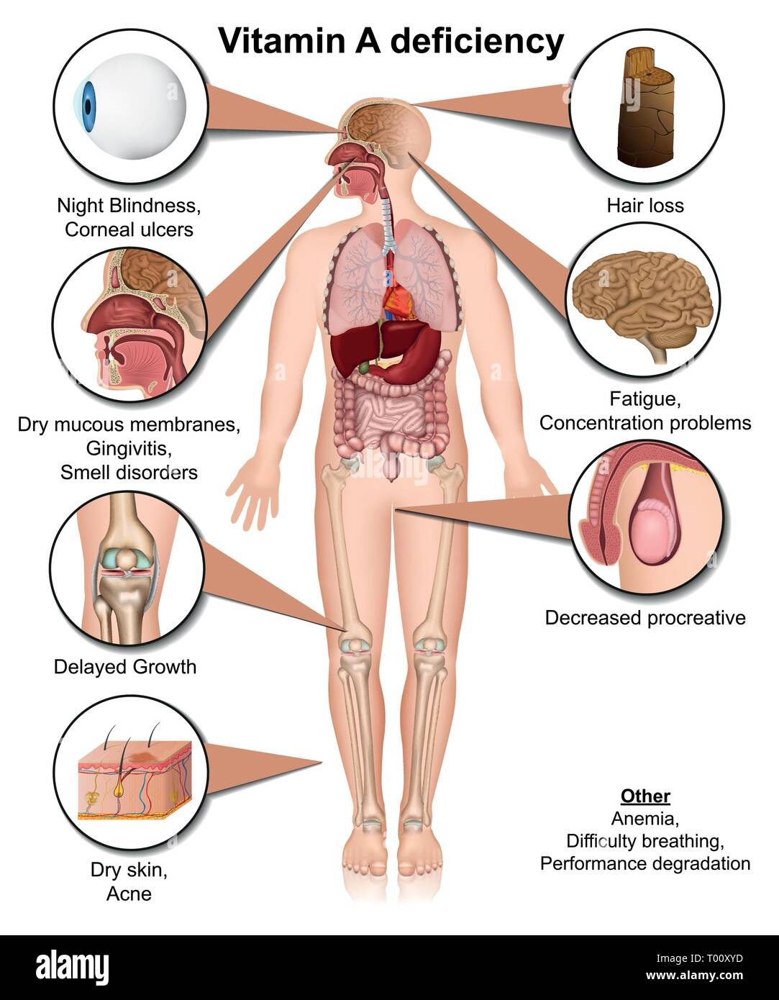 Vitamin A deficiency
Night Blindness,
Corneal ulcers
Hair loss
Dry mucous membranes,
Gingivitis,
Smell disorders
Fatigue,
Concentration problems
Delayed Growth
Decreased procreative
Dry skin,
Acne
Other
Anemia,
Difficulty breathing,
Performance degradation
a
a
a
a
a
a
a
a
alamy
alamy
Image ID: T00XYD
www.alamy.com